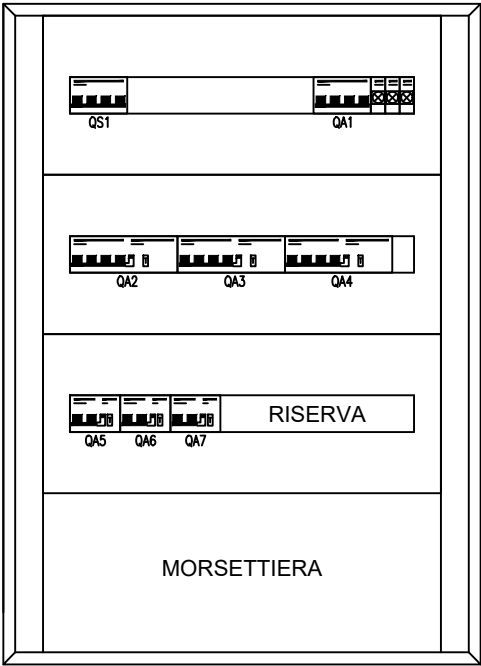 QS1 QA1
QA2 QA3 QA4
RISERVA
QA5 QA6 QA7
MORSETTIERA